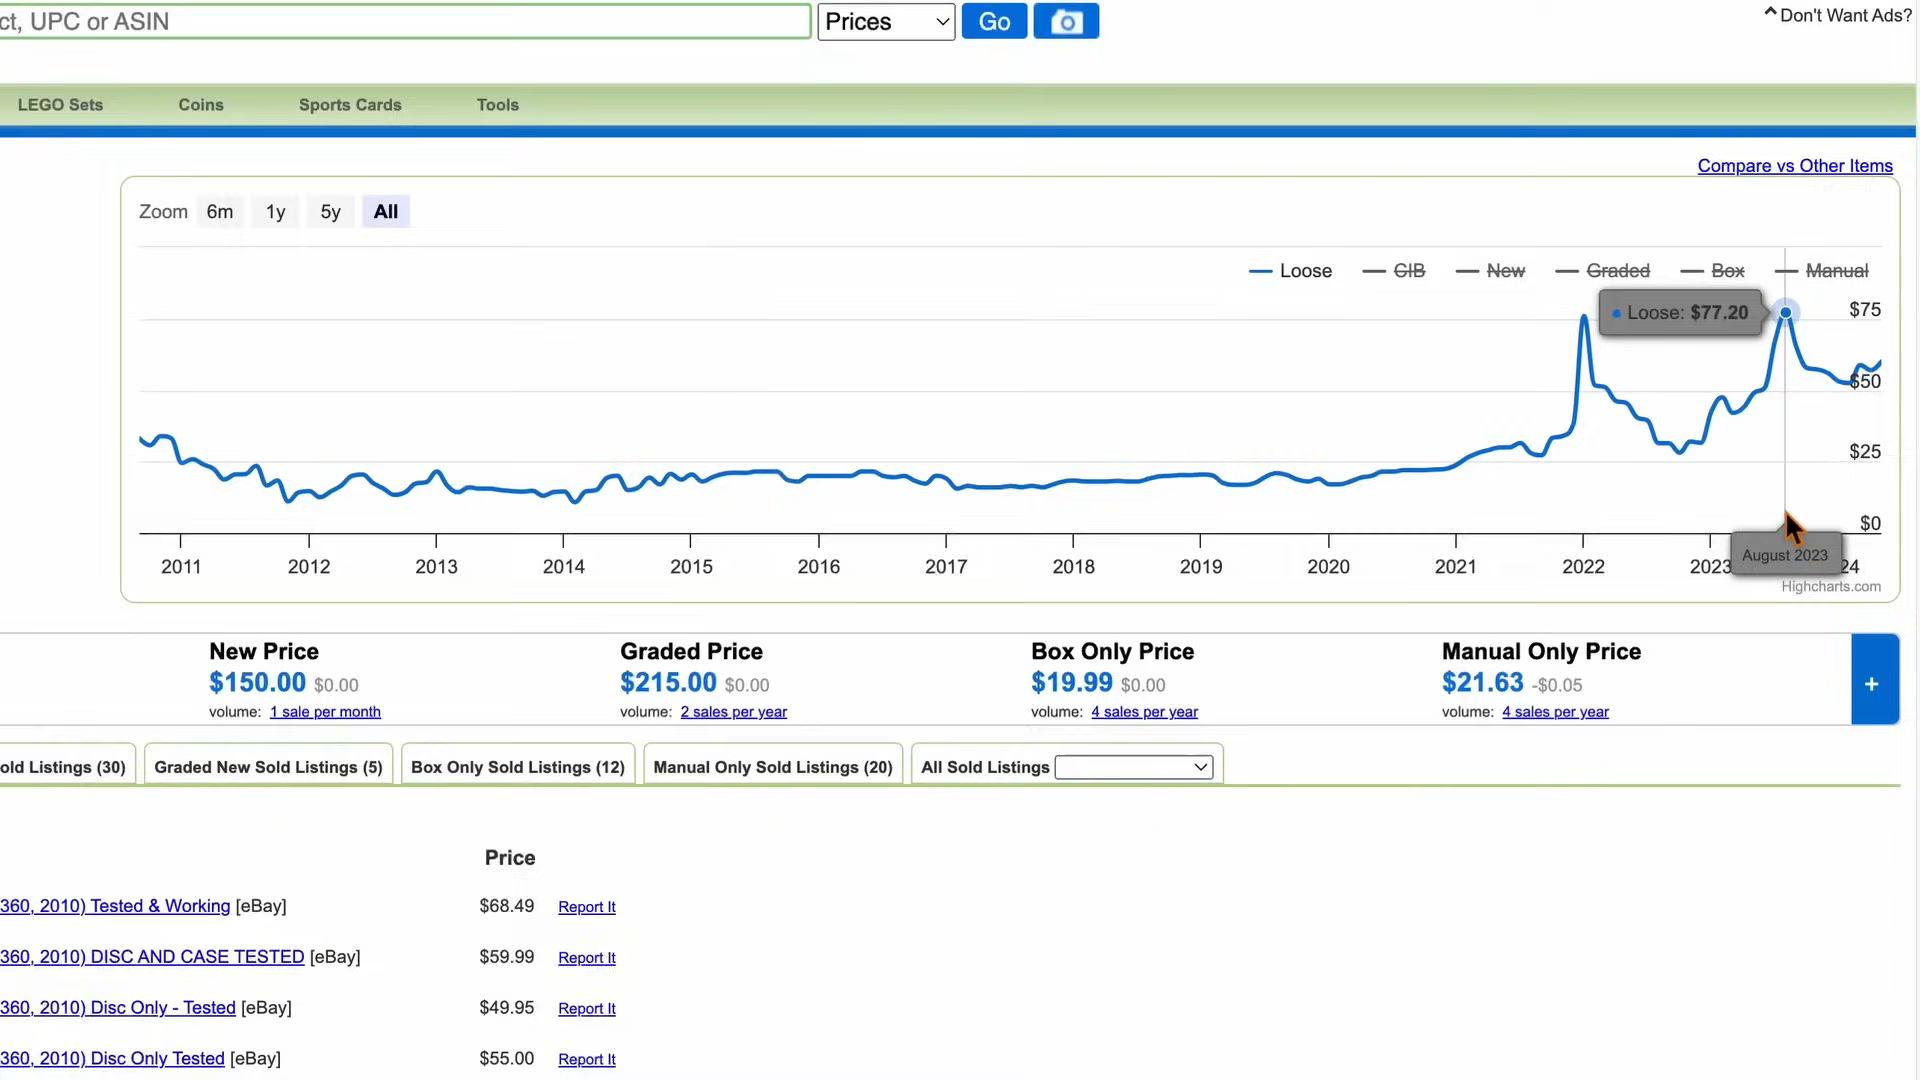 ct, UPC or ASIN
Prices
Go
Don't Want Ads?
LEGO Sets
Coins
Sports Cards
Tools
Compare vs Other Items
Zoom 6m 1y 5y All
Loose CIB New Graded Box Manual
Loose: $77.20
$75
$50
$25
$0
2011 2012 2013 2014 2015 2016 2017 2018 2019 2020 2021 2022 2023 24
August 2023
Highcharts.com
New Price
$150.00 $0.00
volume: 1 sale per month
Graded Price
$215.00 $0.00
volume: 2 sales per year
Box Only Price
$19.99 $0.00
volume: 4 sales per year
Manual Only Price
$21.63 -$0.05
volume: 4 sales per year
+
old Listings (30)
Graded New Sold Listings (5)
Box Only Sold Listings (12)
Manual Only Sold Listings (20)
All Sold Listings
Price
360, 2010) Tested & Working [eBay] $68.49 Report It
360, 2010) DISC AND CASE TESTED [eBay] $59.99 Report It
360, 2010) Disc Only - Tested [eBay] $49.95 Report It
360, 2010) Disc Only Tested [eBay] $55.00 Report It